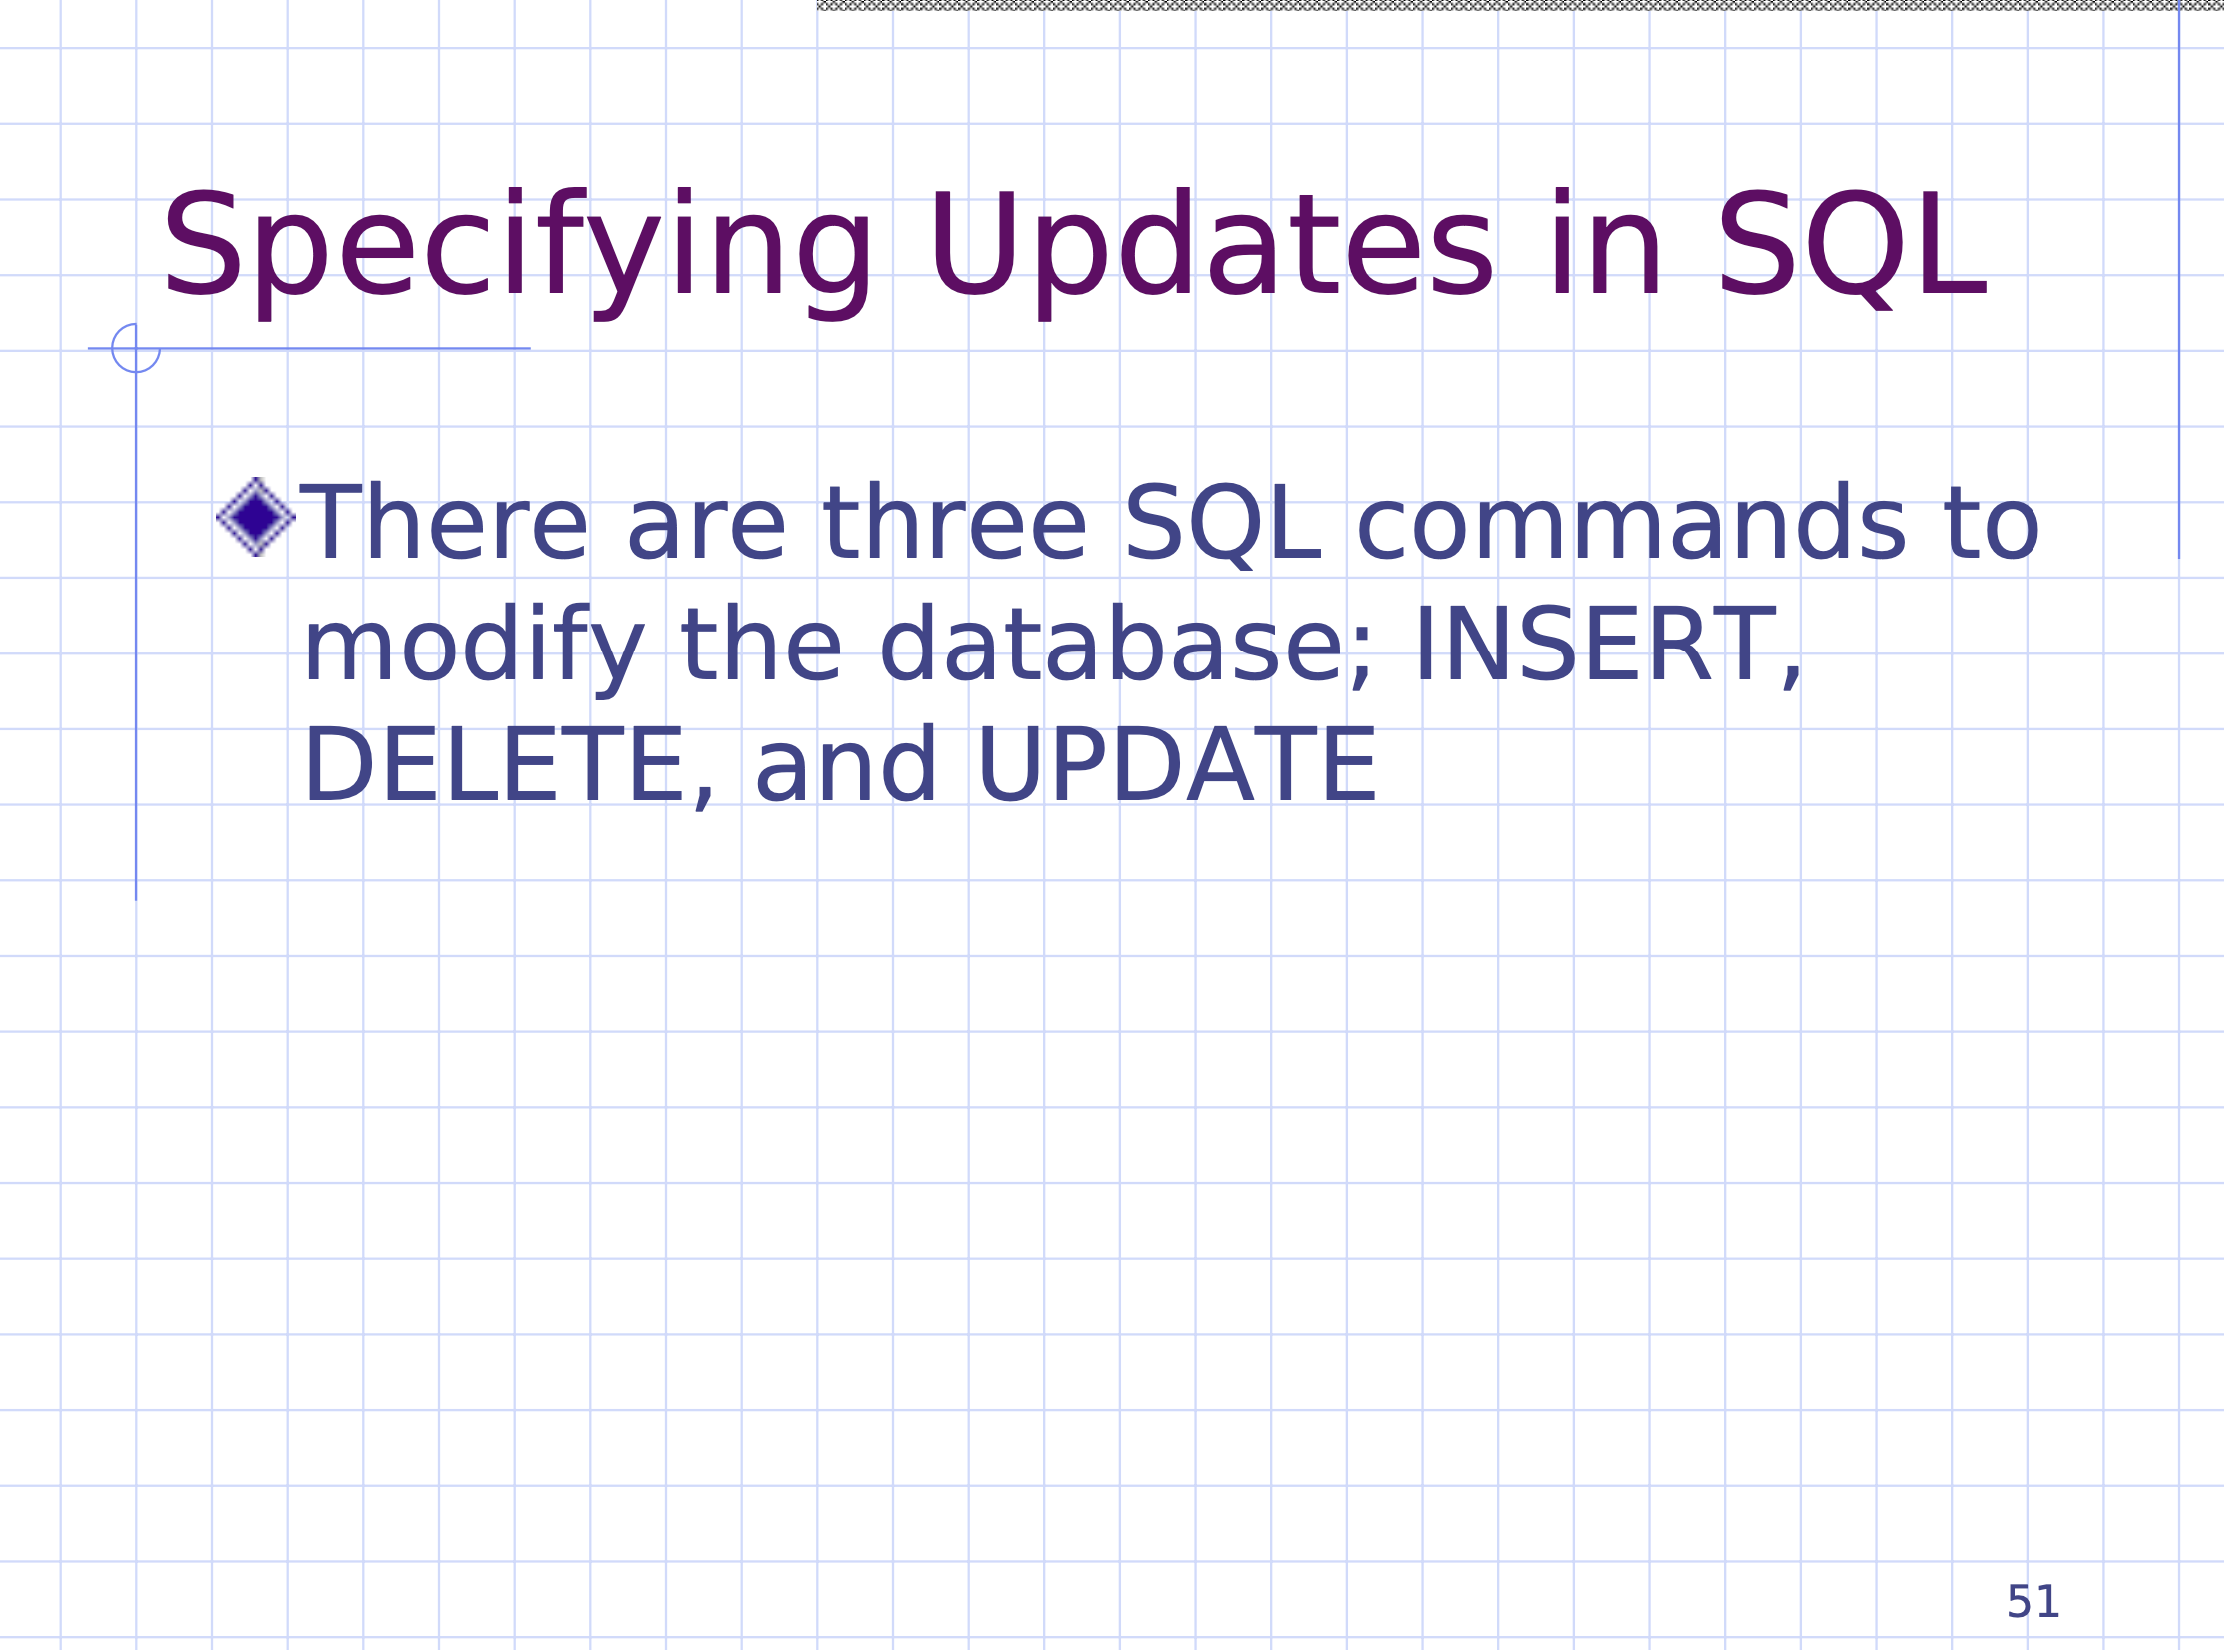 Specifying Updates in SQL
There are three SQL commands to
modify the database; INSERT,
DELETE, and UPDATE
51